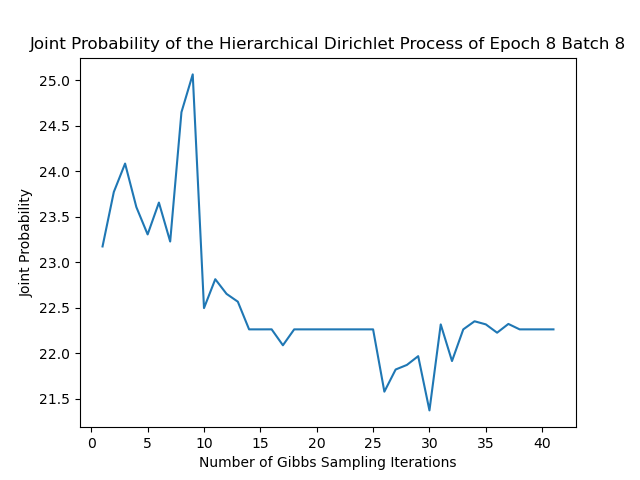 Joint Probability of the Hierarchical Dirichlet Process of Epoch 8 Batch 8
25.0
24.5
24.0
23.5
23.0
22.5
22.0
21.5
Joint Probability
0 5 10 15 20 25 30 35 40
Number of Gibbs Sampling Iterations